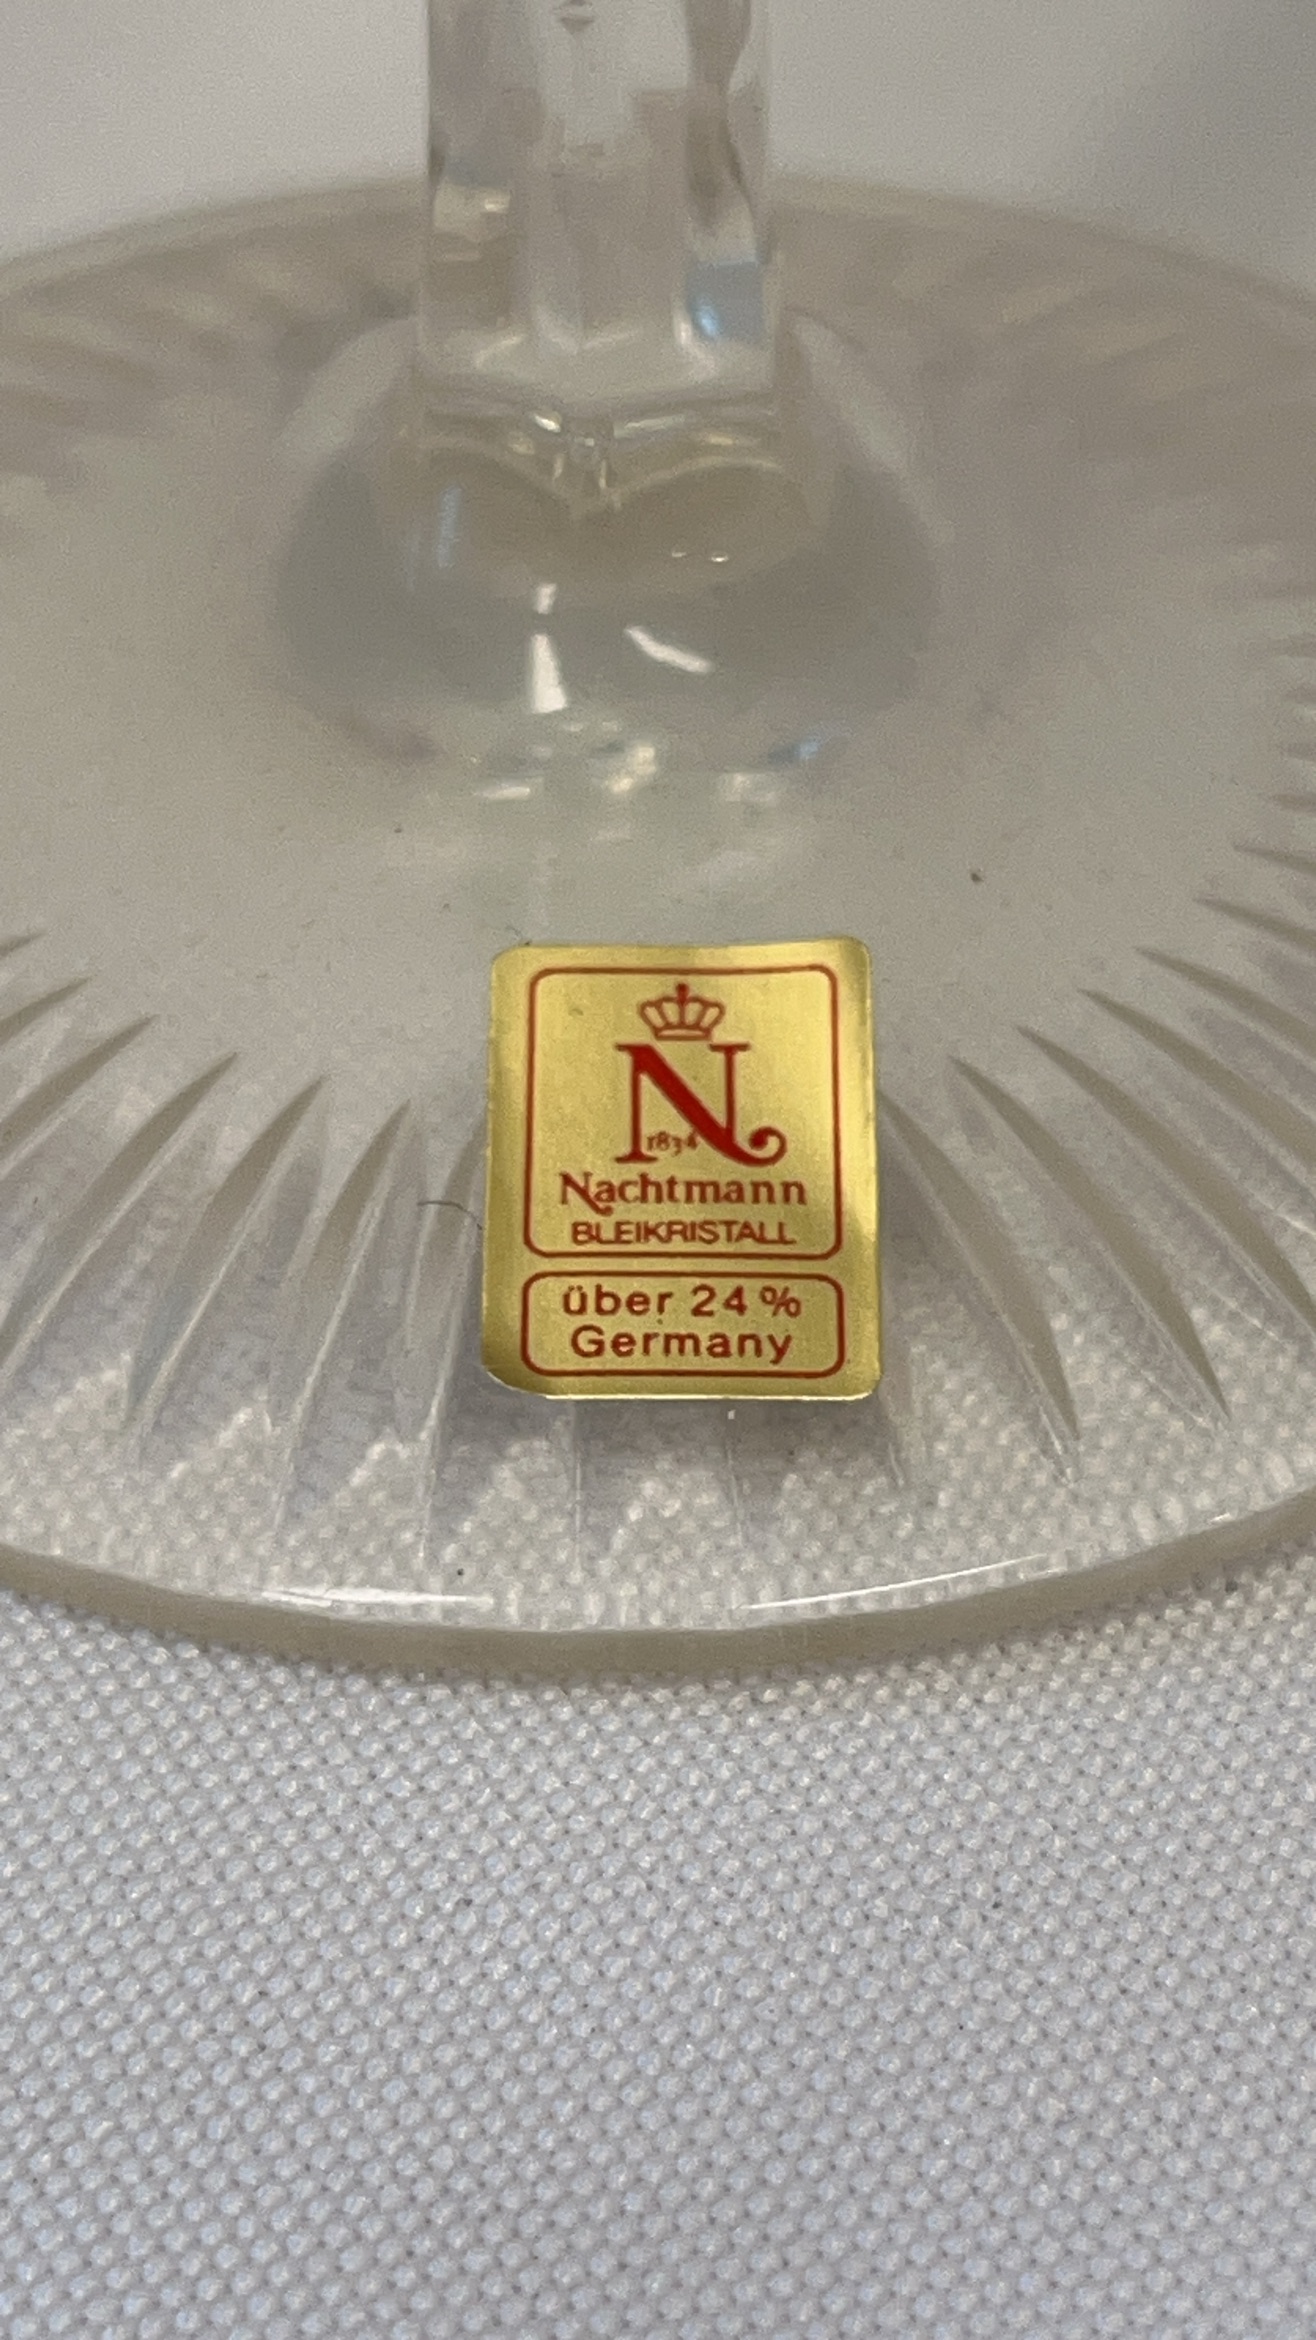 N
1834
Nachtmann
BLEIKRISTALL
über 24%
Germany